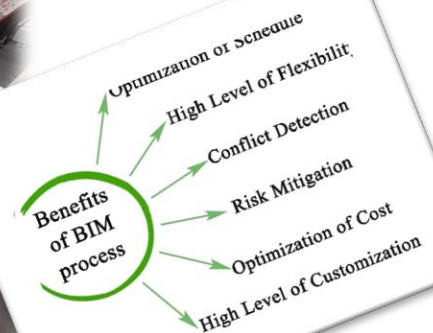 Optimization of Schedule
High Level of Flexibility
Conflict Detection
Risk Mitigation
Optimization of Cost
High Level of Customization
Benefits
of BIM
process